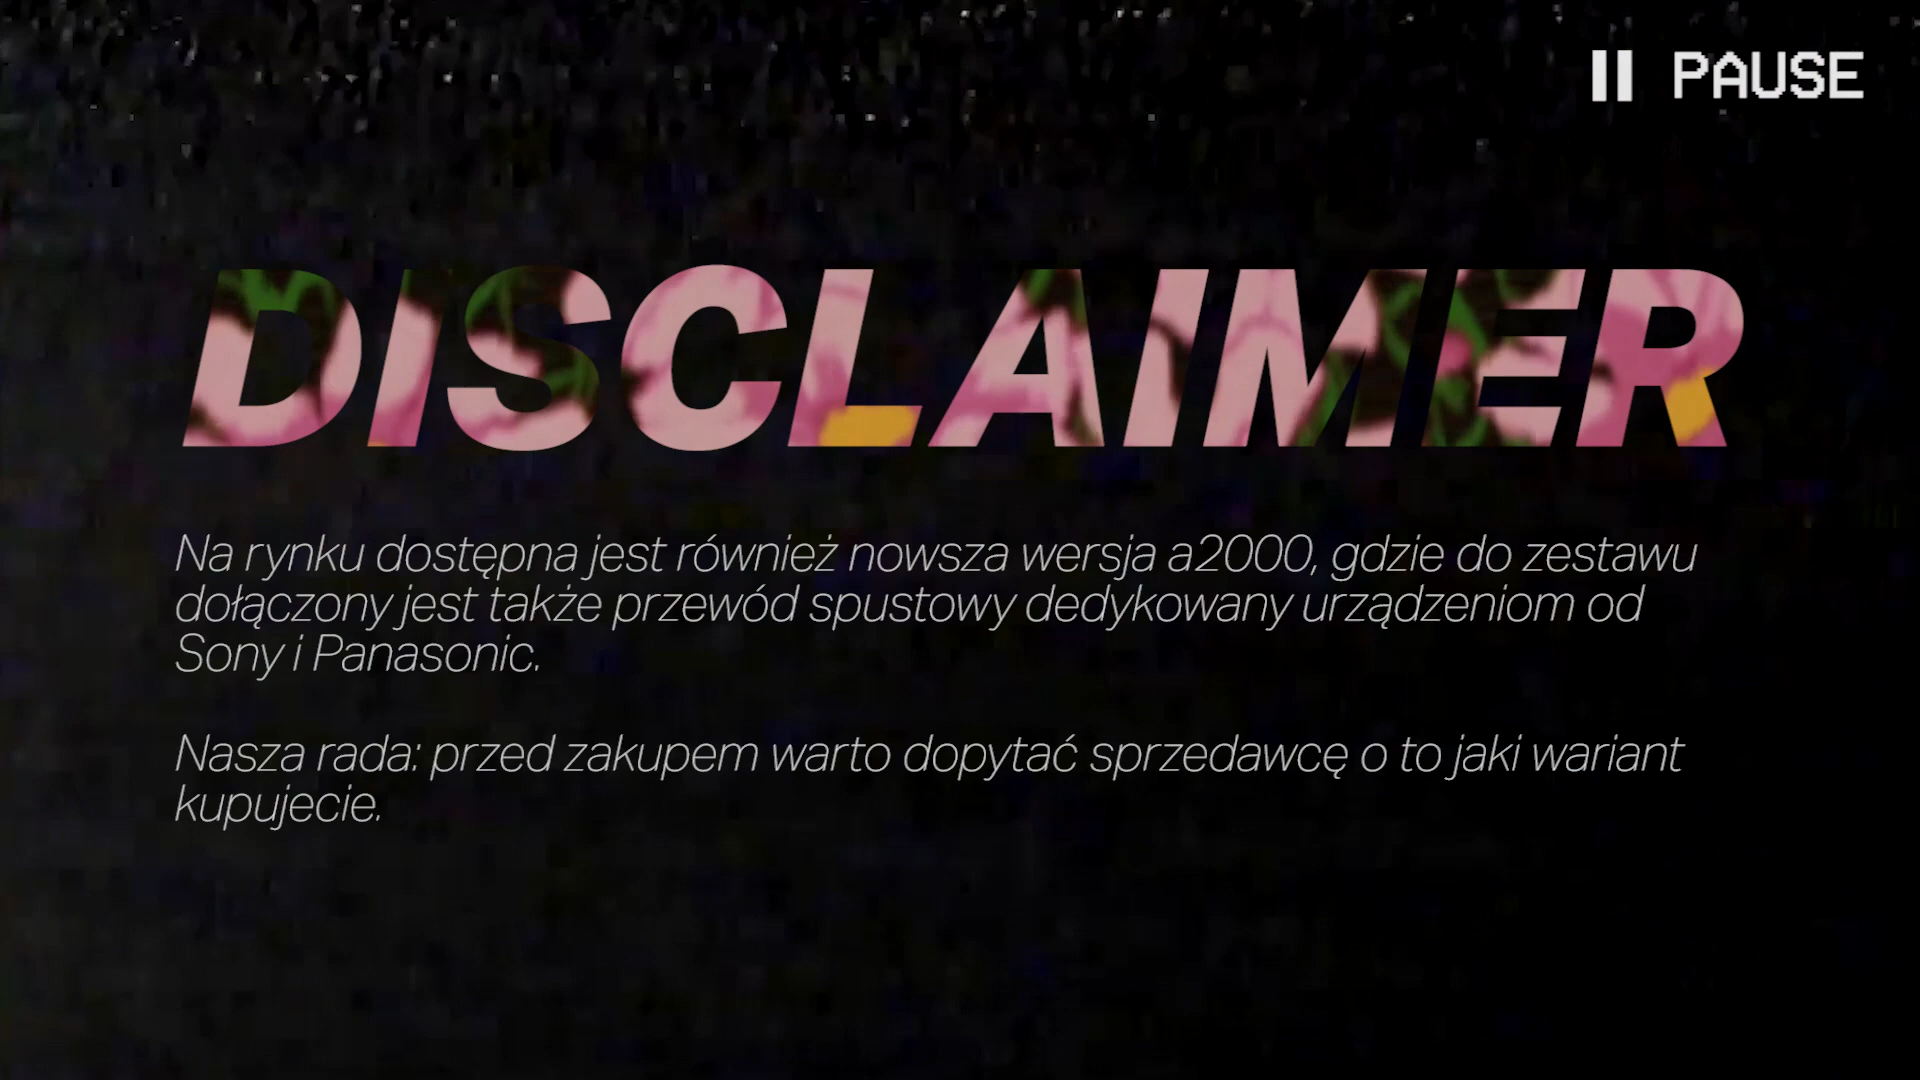 PAUSE
DISCLAIMER
Na rynku dostępna jest również nowsza wersja a2000, gdzie do zestawu
dołączony jest także przewód spustowy dedykowany urządzeniom od
Sony i Panasonic.
Nasza rada: przed zakupem warto dopytać sprzedawcę o to jaki wariant
kupujecie.